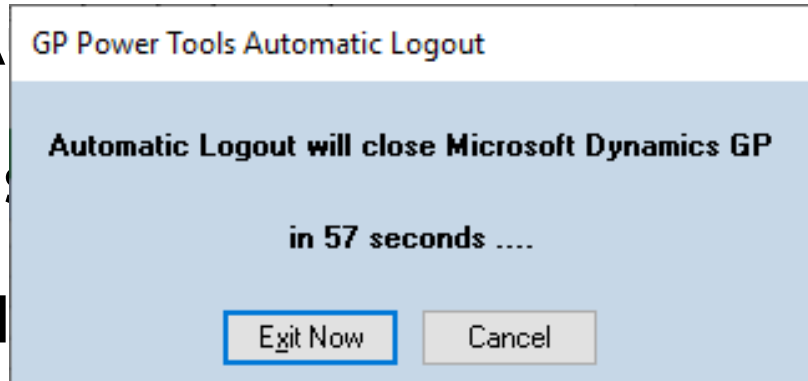 GP Power Tools Automatic Logout
Automatic Logout will close Microsoft Dynamics GP
in 57 seconds ....
Exit Now
Cancel